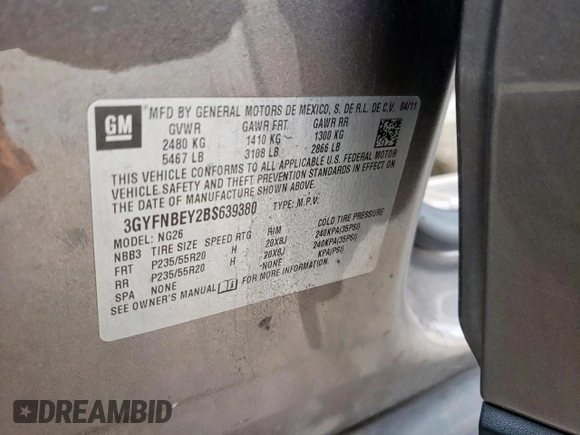 GM
MFD BY GENERAL MOTORS DE MEXICO, S. DE R.L. DE C.V. 04/11
GVWR GAWR FRT GAWR RR
2480 KG 1410 KG 1300 KG
5467 LB 3108 LB 2866 LB
THIS VEHICLE CONFORMS TO ALL APPLICABLE U.S. FEDERAL MOTOR
VEHICLE SAFETY AND THEFT PREVENTION STANDARDS IN EFFECT ON
THE DATE OF MANUFACTURE SHOWN ABOVE.
3GYFNBEY2BS639380 TYPE: M.P.V.
MODEL: NG26 COLD TIRE PRESSURE
NBB3 TIRE SIZE SPEED RTG RIM 240KPA(35PSI)
FRT P235/55R20 H 20X8J 240KPA(35PSI)
RR P235/55R20 H 20X8J KPA(PSI)
SPA NONE -NONE
SEE OWNER'S MANUAL FOR MORE INFORMATION.
DREAMBID